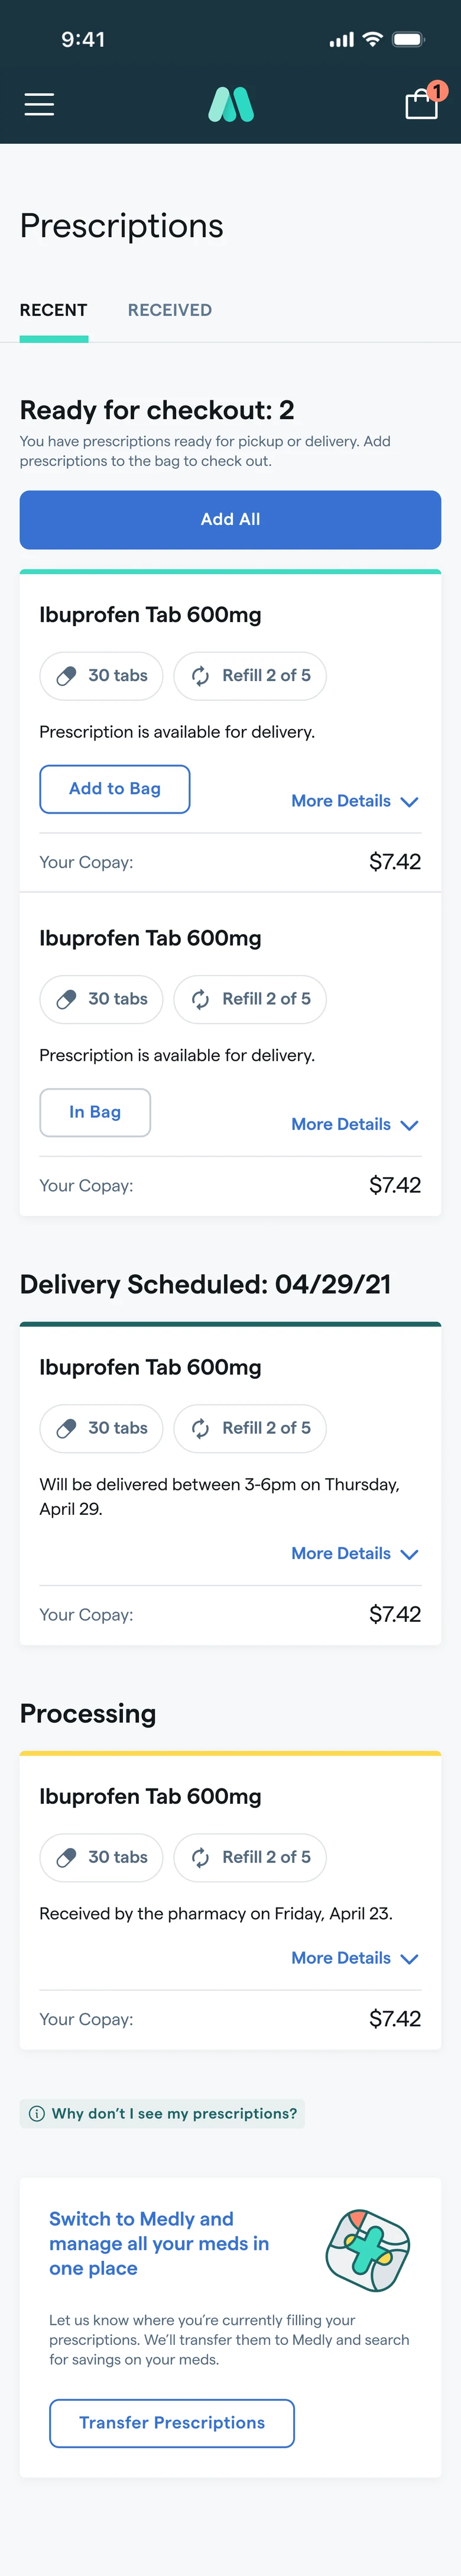 9:41
1
Prescriptions
RECENT RECEIVED
Ready for checkout: 2
You have prescriptions ready for pickup or delivery. Add
prescriptions to the bag to check out.
Add All
Ibuprofen Tab 600mg
30 tabs Refill 2 of 5
Prescription is available for delivery.
Add to Bag More Details
Your Copay: $7.42
Ibuprofen Tab 600mg
30 tabs Refill 2 of 5
Prescription is available for delivery.
In Bag More Details
Your Copay: $7.42
Delivery Scheduled: 04/29/21
Ibuprofen Tab 600mg
30 tabs Refill 2 of 5
Will be delivered between 3-6pm on Thursday,
April 29.
More Details
Your Copay: $7.42
Processing
Ibuprofen Tab 600mg
30 tabs Refill 2 of 5
Received by the pharmacy on Friday, April 23.
More Details
Your Copay: $7.42
Why don’t I see my prescriptions?
Switch to Medly and
manage all your meds in
one place
Let us know where you’re currently filling your
prescriptions. We’ll transfer them to Medly and search
for savings on your meds.
Transfer Prescriptions